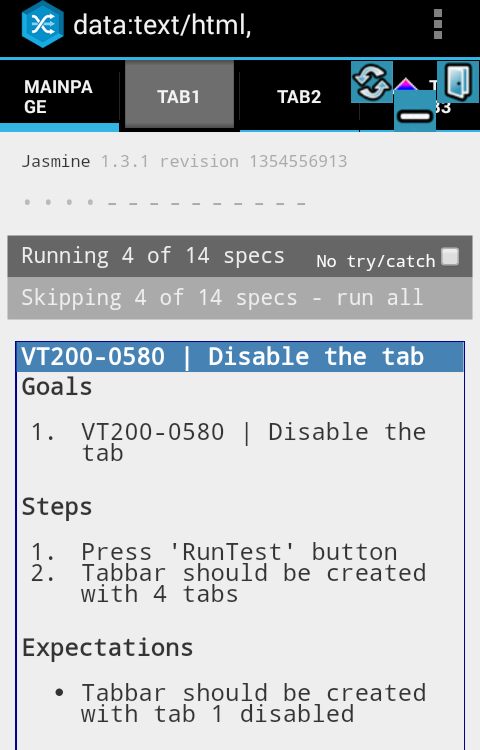 data:text/html,
MAINPA
GE
TAB1
TAB2
Jasmine 1.3.1 revision 1354556913
Running 4 of 14 specs
No try/catch
Skipping 4 of 14 specs - run all
VT200-0580 | Disable the tab
Goals
1. VT200-0580 | Disable the
tab
Steps
1. Press 'RunTest' button
2. Tabbar should be created
with 4 tabs
Expectations
• Tabbar should be created
with tab 1 disabled